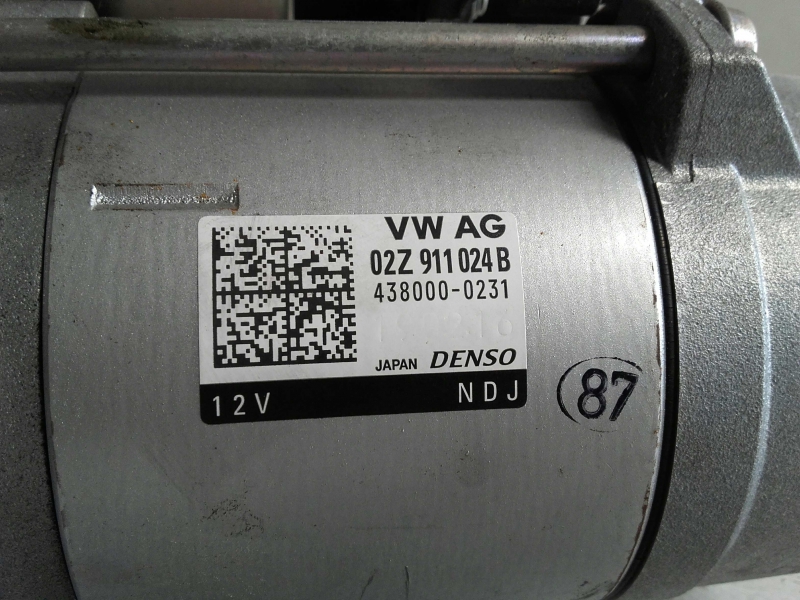 VW AG
02Z 911 024 B
438000-0231
JAPAN DENSO
12V NDJ
87